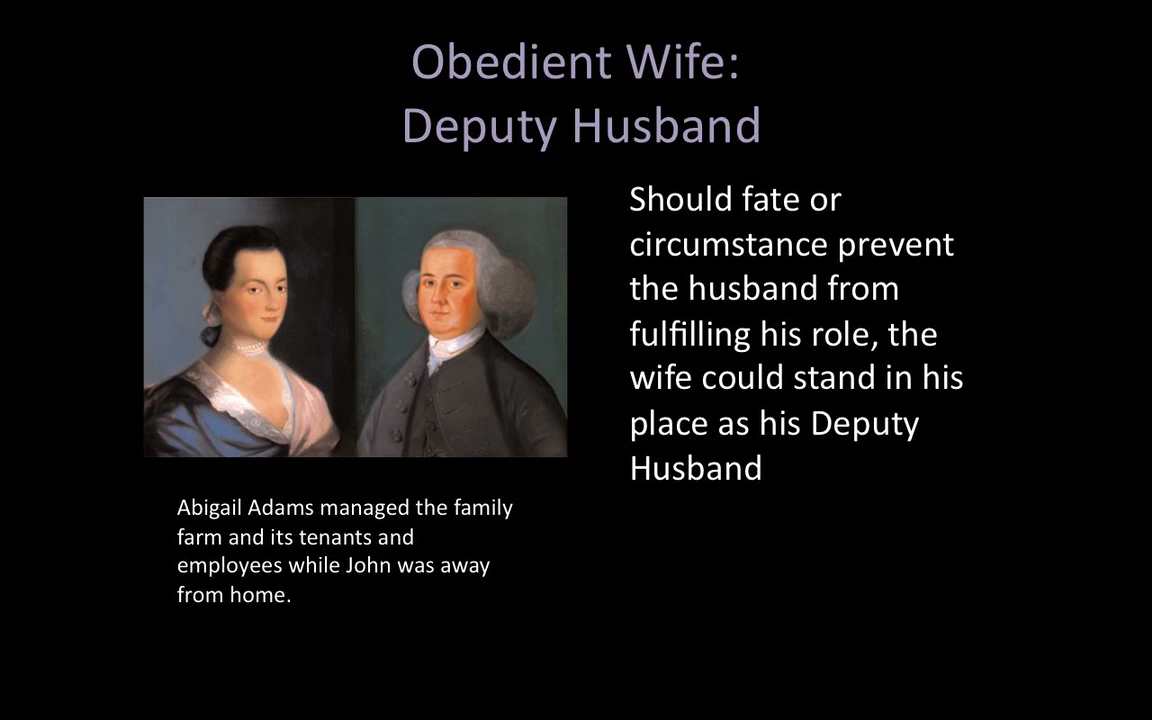 Obedient Wife:
Deputy Husband
Should fate or
circumstance prevent
the husband from
fulfilling his role, the
wife could stand in his
place as his Deputy
Husband
Abigail Adams managed the family
farm and its tenants and
employees while John was away
from home.